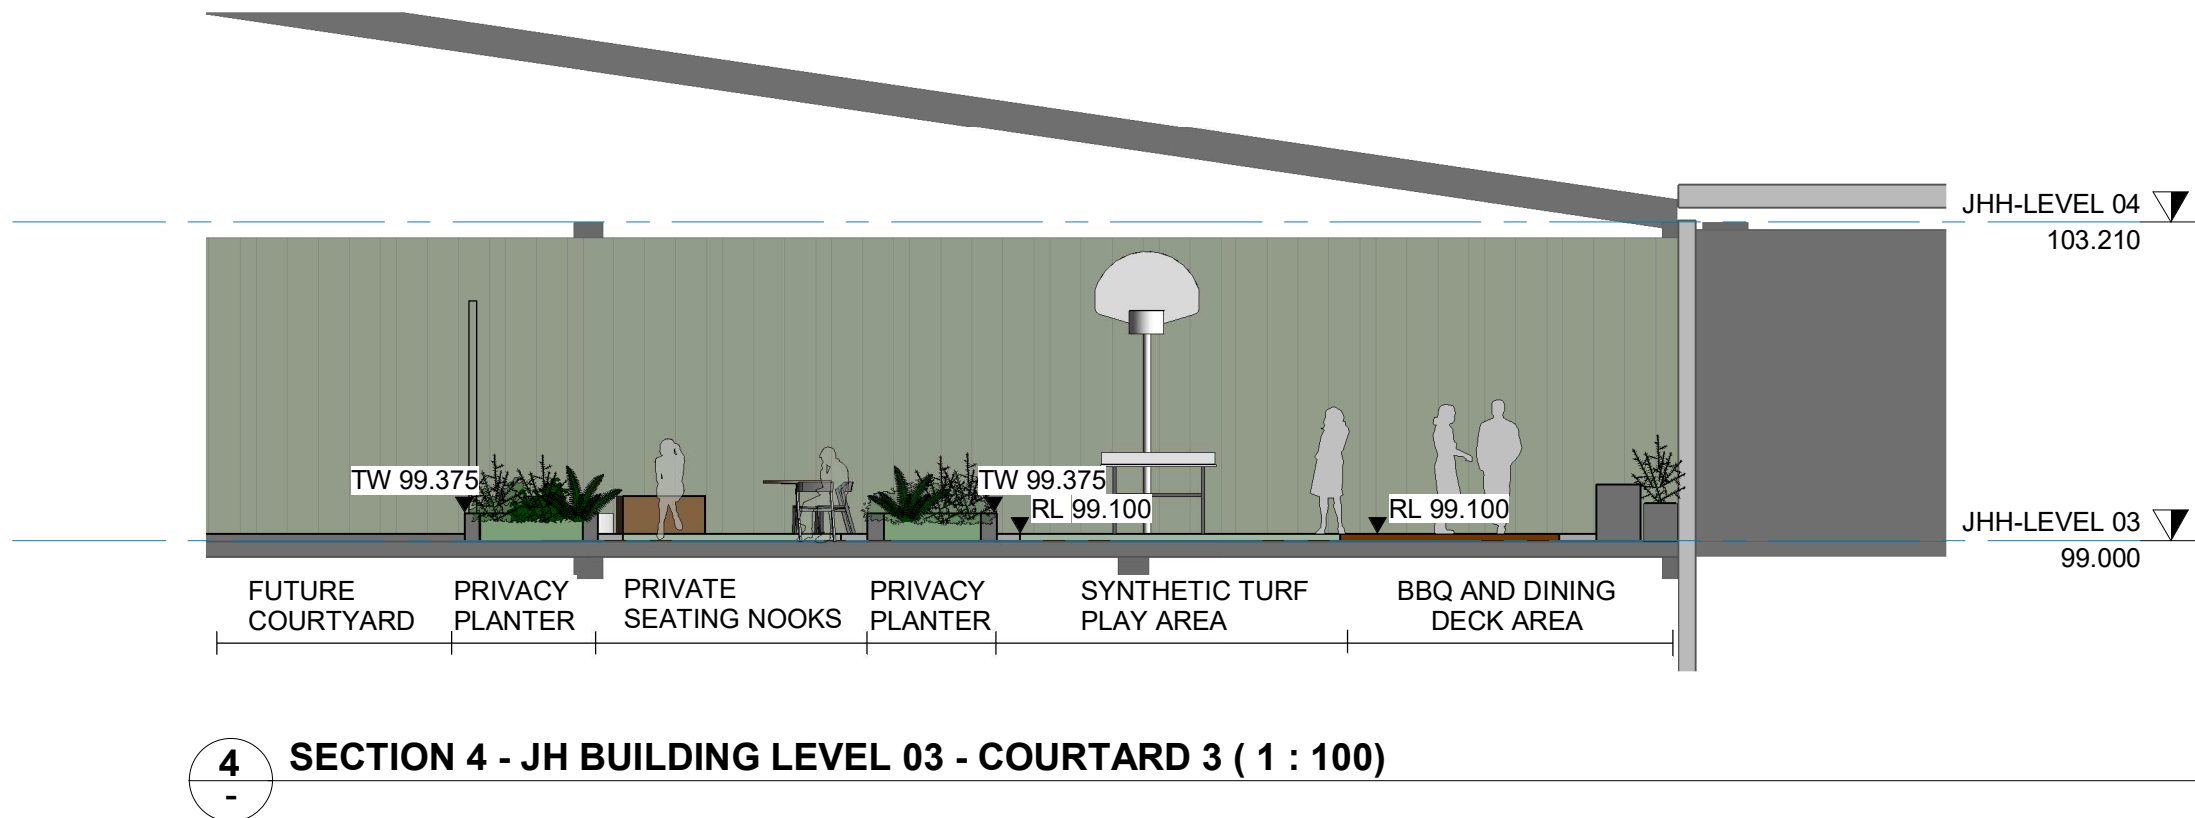 JHH-LEVEL 04
103.210
TW 99.375
TW 99.375
RL 99.100
RL 99.100
JHH-LEVEL 03
99.000
FUTURE
COURTYARD
PRIVACY
PLANTER
PRIVATE
SEATING NOOKS
PRIVACY
PLANTER
SYNTHETIC TURF
PLAY AREA
BBQ AND DINING
DECK AREA
4
-
SECTION 4 - JH BUILDING LEVEL 03 - COURTARD 3 ( 1 : 100)